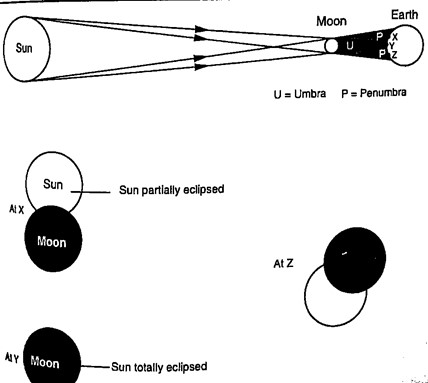 Moon Earth
Sun
U
P X
Y
P Z
U = Umbra P = Penumbra
Sun
Sun partially eclipsed
At X
Moon
At Z
At Y
Moon
Sun totally eclipsed